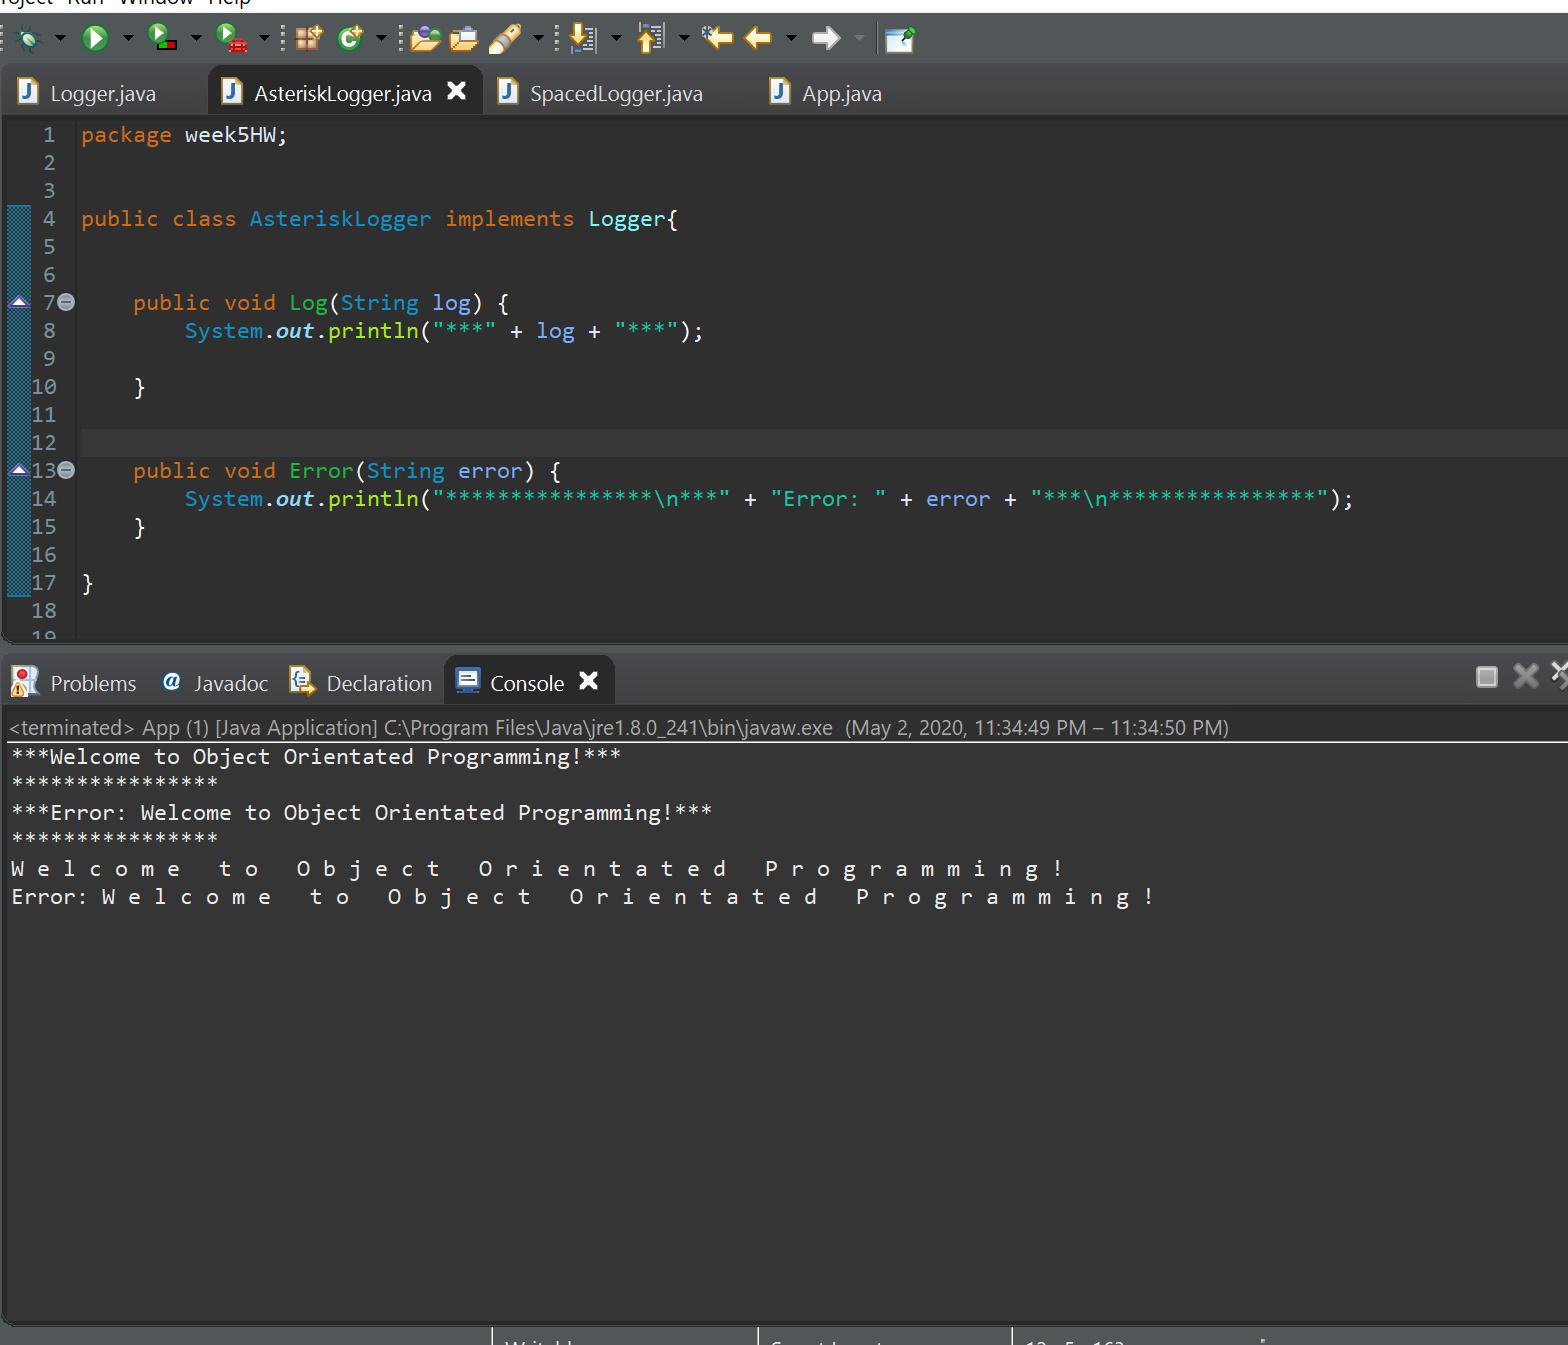 Project Run Window Help
Logger.java AsteriskLogger.java SpacedLogger.java App.java
1 package week5HW;
2
3
4 public class AsteriskLogger implements Logger{
5
6
7 public void Log(String log) {
8 System.out.println("***" + log + "***");
9
10 }
11
12
13 public void Error(String error) {
14 System.out.println("****************\n***" + "Error: " + error + "***\n****************");
15 }
16
17 }
18
19
Problems @ Javadoc Declaration Console
<terminated> App (1) [Java Application] C:\Program Files\Java\jre1.8.0_241\bin\javaw.exe (May 2, 2020, 11:34:49 PM – 11:34:50 PM)
***Welcome to Object Orientated Programming!***
****************
***Error: Welcome to Object Orientated Programming!***
****************
W e l c o m e   t o   O b j e c t   O r i e n t a t e d   P r o g r a m m i n g !
Error: W e l c o m e   t o   O b j e c t   O r i e n t a t e d   P r o g r a m m i n g !